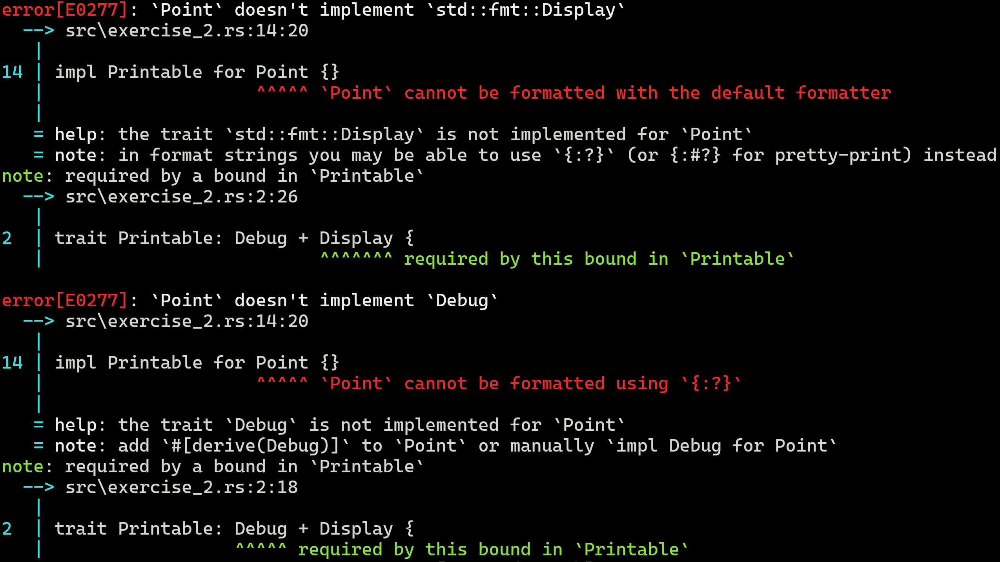 error[E0277]: `Point` doesn't implement `std::fmt::Display`
  --> src\exercise_2.rs:14:20
   |
14 | impl Printable for Point {}
   |                    ^^^^^ `Point` cannot be formatted with the default formatter
   |
   = help: the trait `std::fmt::Display` is not implemented for `Point`
   = note: in format strings you may be able to use `{:?}` (or {:#?} for pretty-print) instead
note: required by a bound in `Printable`
  --> src\exercise_2.rs:2:26
   |
2  | trait Printable: Debug + Display {
   |                          ^^^^^^^ required by this bound in `Printable`

error[E0277]: `Point` doesn't implement `Debug`
  --> src\exercise_2.rs:14:20
   |
14 | impl Printable for Point {}
   |                    ^^^^^ `Point` cannot be formatted using `{:?}`
   |
   = help: the trait `Debug` is not implemented for `Point`
   = note: add `#[derive(Debug)]` to `Point` or manually `impl Debug for Point`
note: required by a bound in `Printable`
  --> src\exercise_2.rs:2:18
   |
2  | trait Printable: Debug + Display {
   |                  ^^^^^ required by this bound in `Printable`